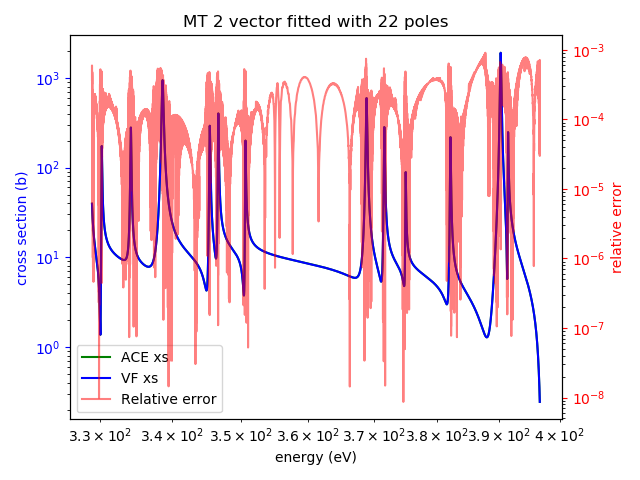 MT 2 vector fitted with 22 poles
cross section (b)
10³
10²
10¹
10⁰
10⁻³
10⁻⁴
10⁻⁵
10⁻⁶
10⁻⁷
10⁻⁸
relative error
ACE xs
VF xs
Relative error
3.3 × 10² 3.4 × 10² 3.5 × 10² 3.6 × 10² 3.7 × 10² 3.8 × 10² 3.9 × 10² 4 × 10²
energy (eV)